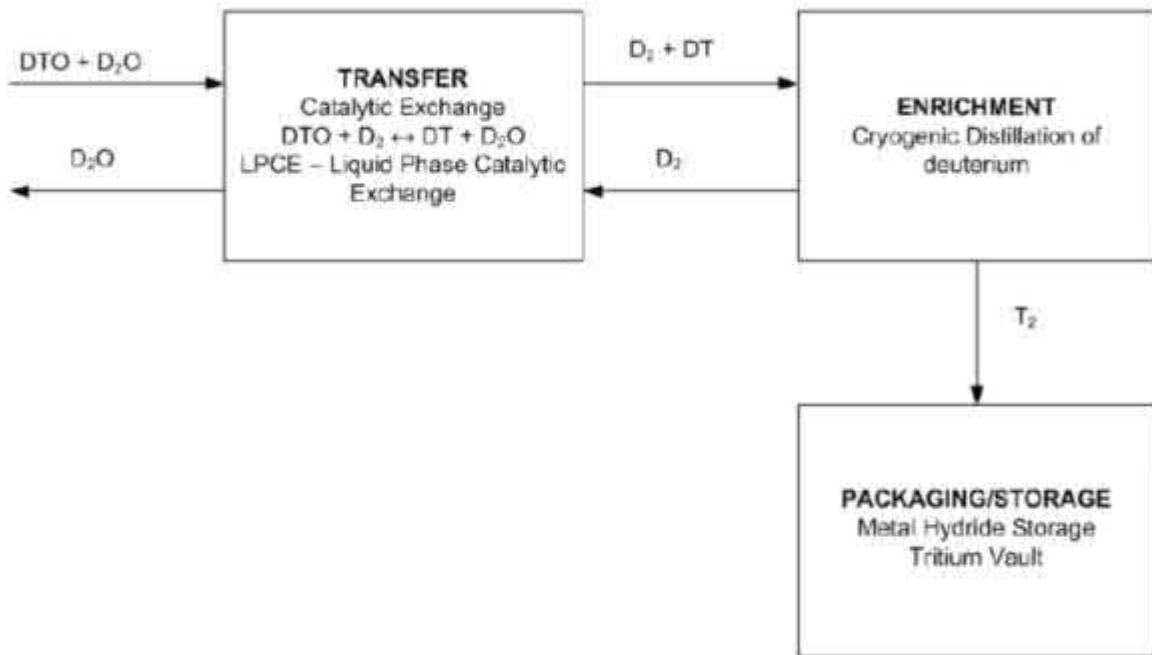 DTO + D₂O
D₂O
TRANSFER
Catalytic Exchange
DTO + D₂ ↔ DT + D₂O
LPCE – Liquid Phase Catalytic
Exchange
D₂ + DT
D₂
ENRICHMENT
Cryogenic Distillation of
deuterium
T₂
PACKAGING/STORAGE
Metal Hydride Storage
Tritium Vault